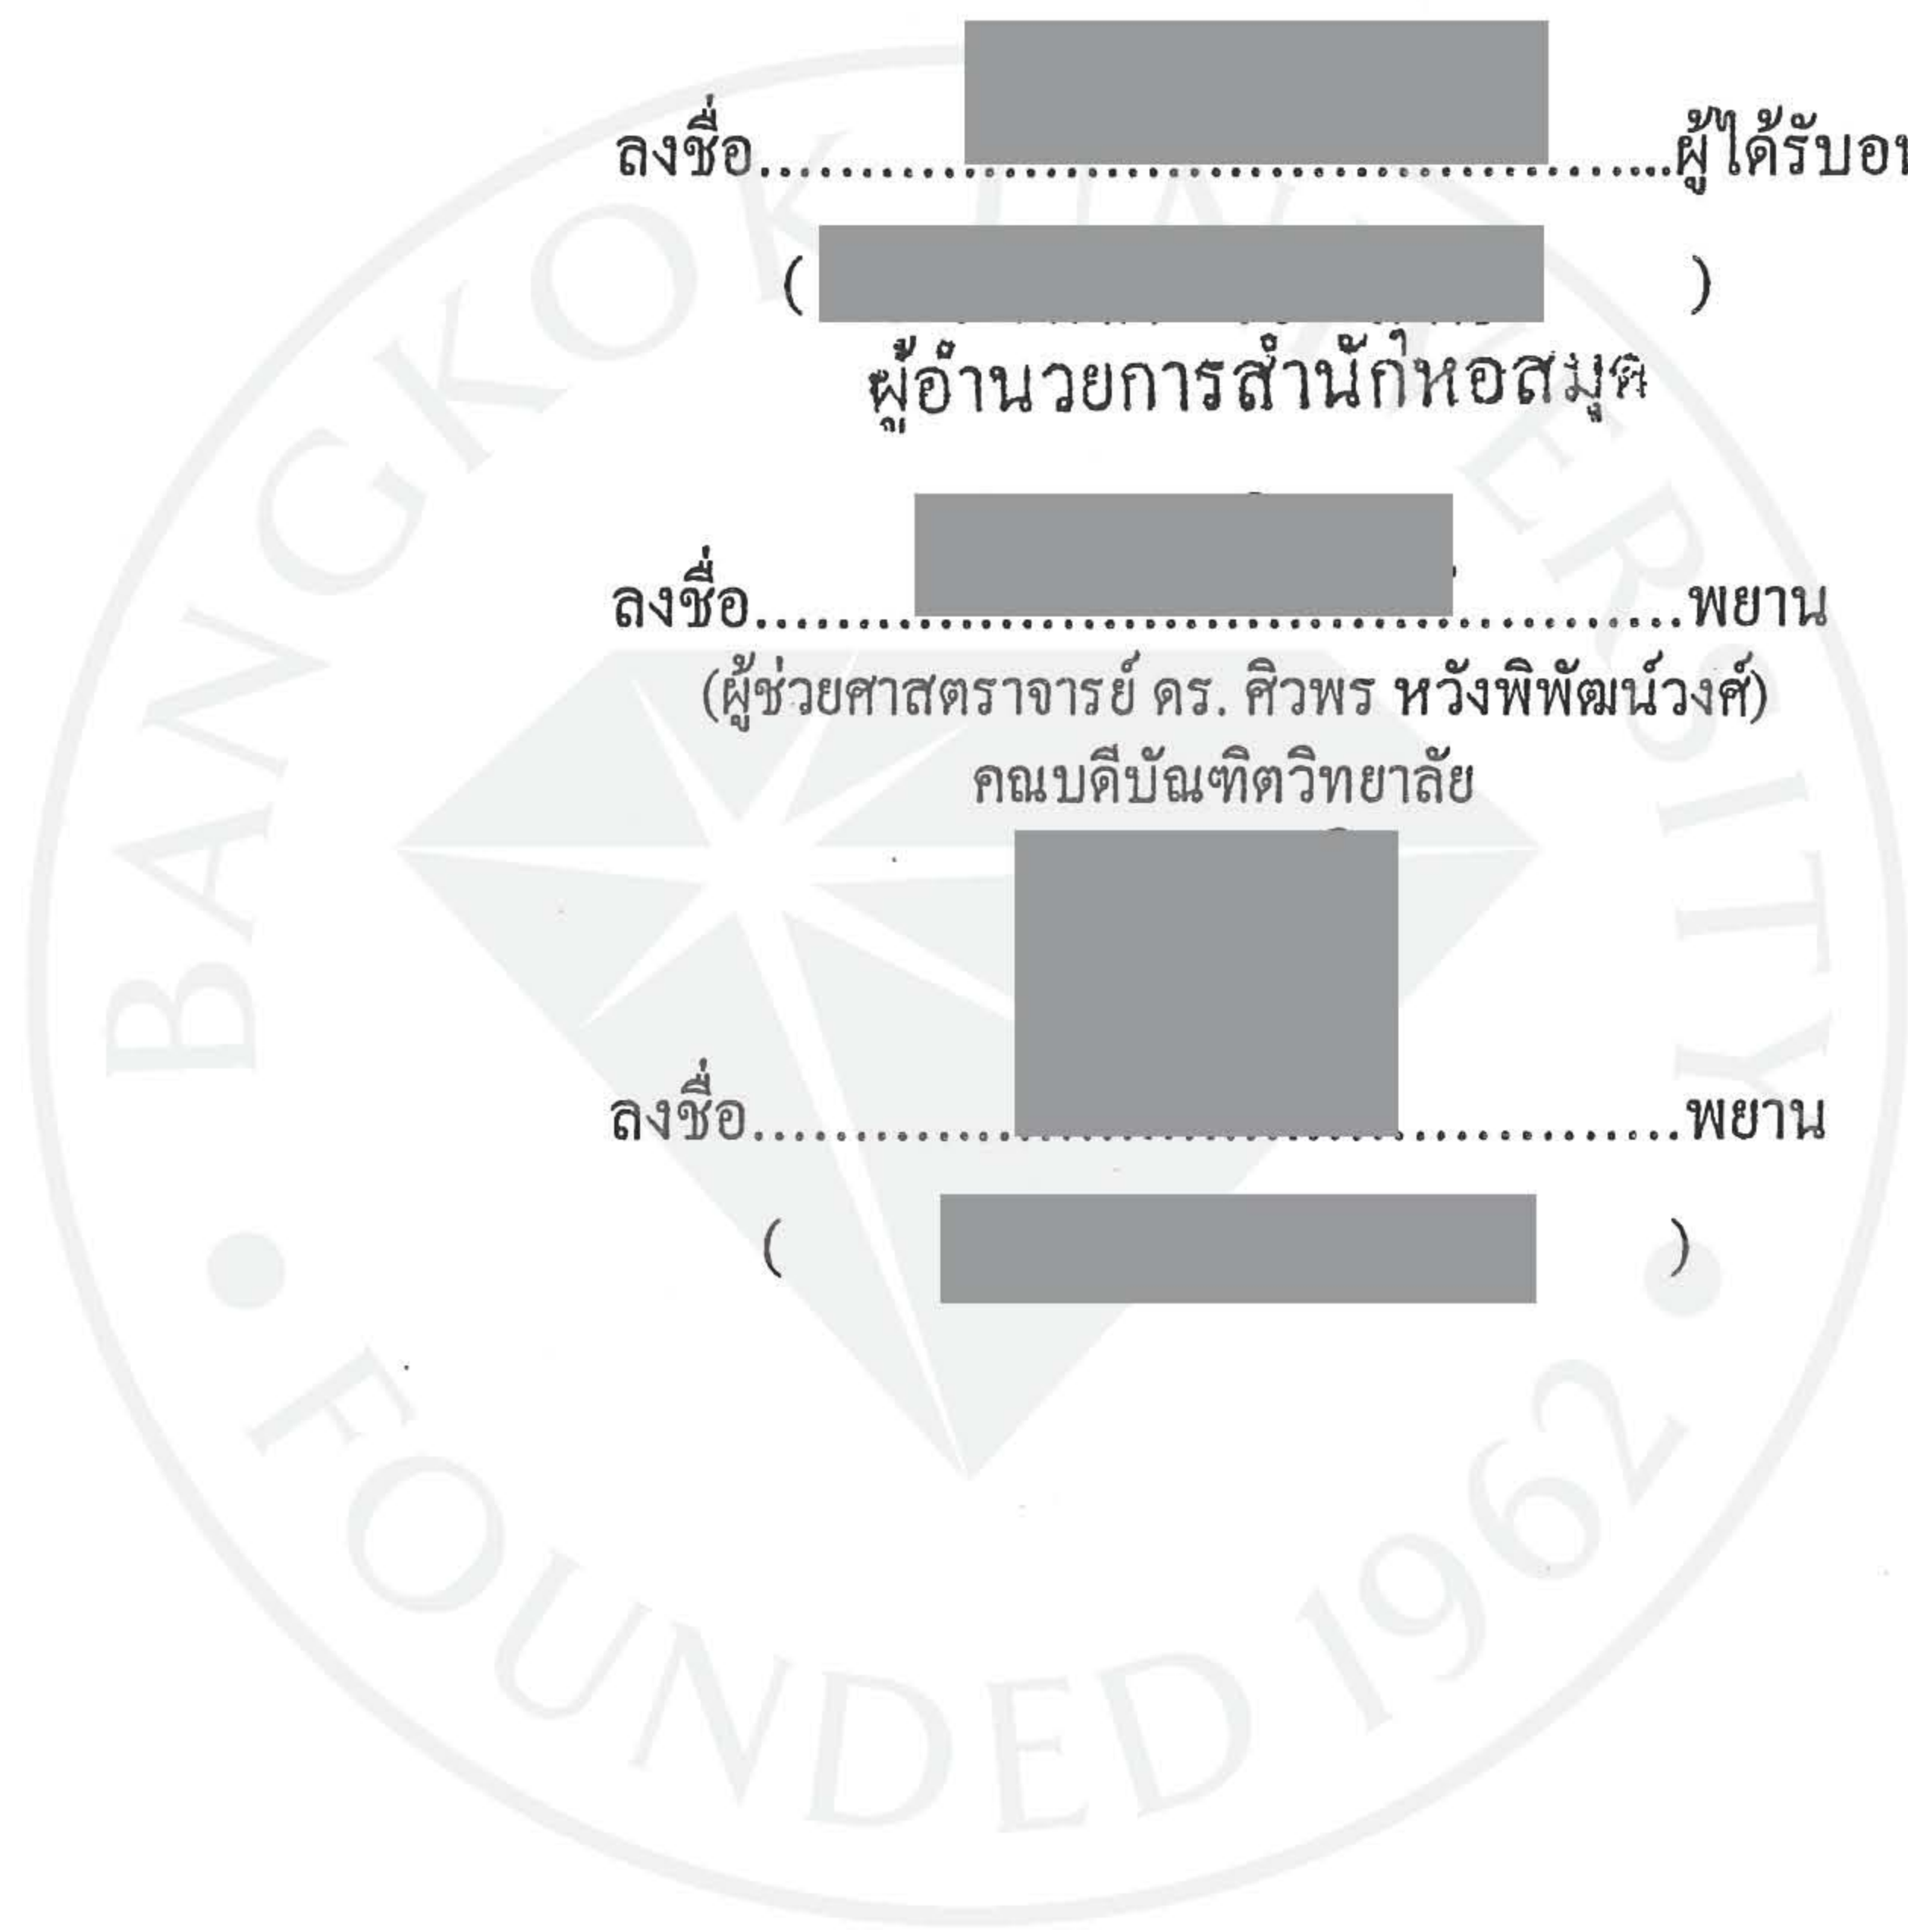 ลงชื่อ..............................................ผู้ได้รับอ
( )
ผู้อำนวยการสำนักหอสมุด
ลงชื่อ..............................................พยาน
(ผู้ช่วยศาสตราจารย์ ดร. ศิวพร หวังพิพัฒน์วงศ์)
คณบดีบัณฑิตวิทยาลัย
ลงชื่อ..............................................พยาน
( )
BANGKOK UNIVERSITY
FOUNDED 1962